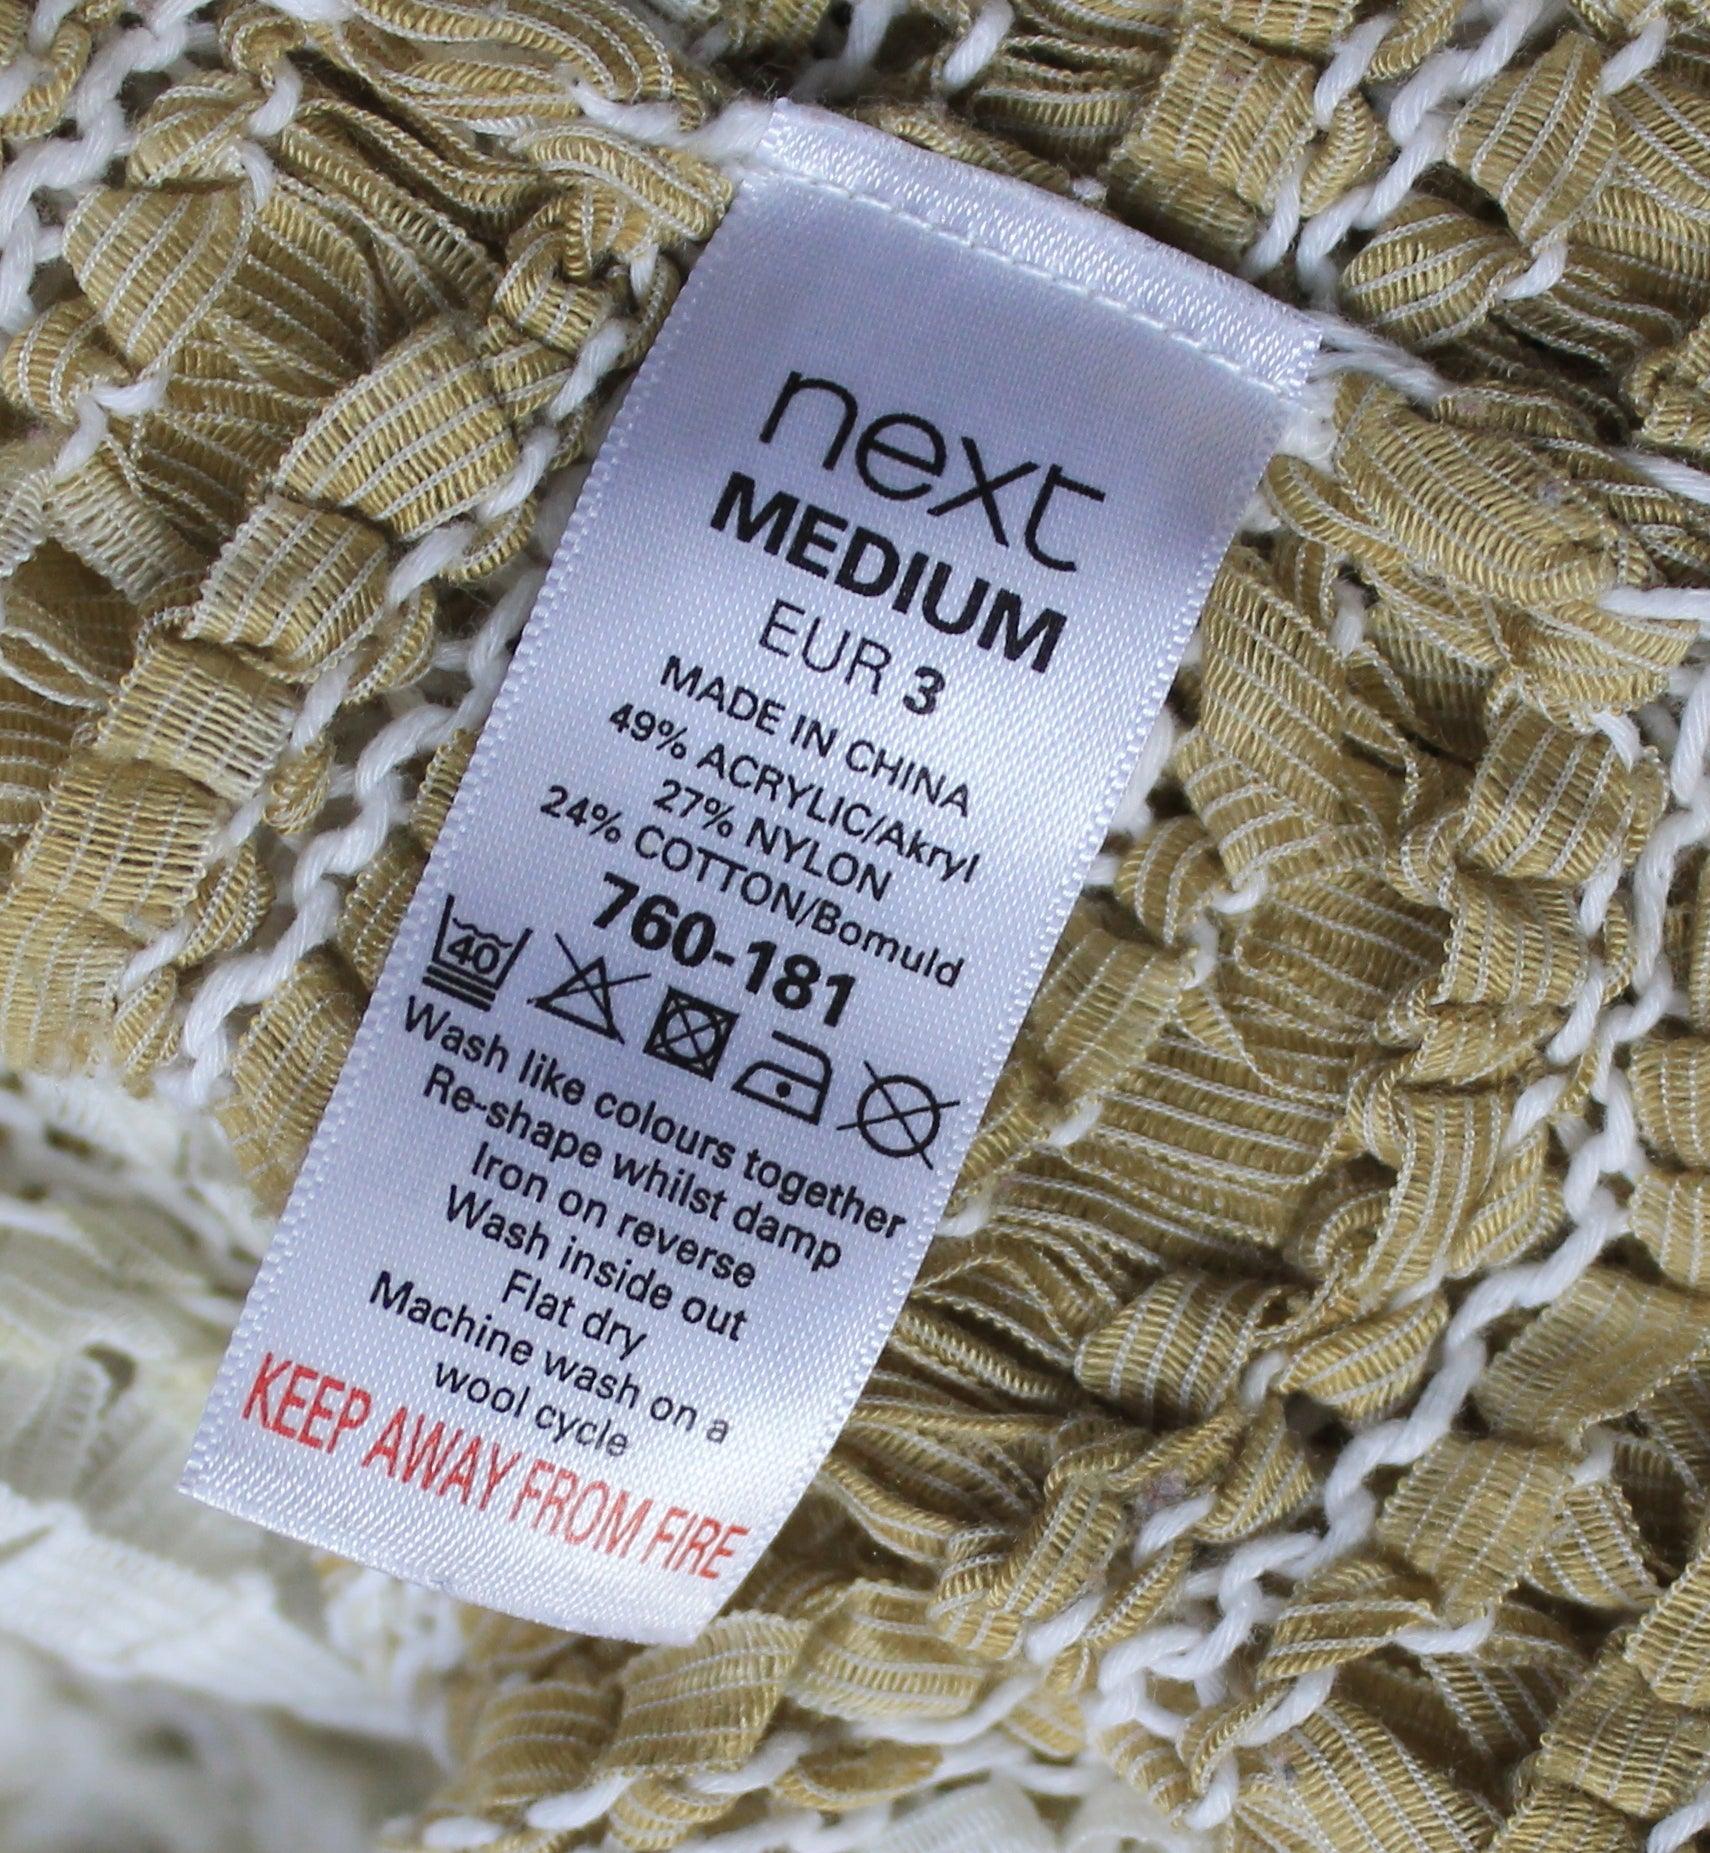 next
MEDIUM
EUR 3
MADE IN CHINA
49% ACRYLIC/Akryl
27% NYLON
24% COTTON/Bomuld
760-181
40
Wash like colours together
Re-shape whilst damp
Iron on reverse
Wash inside out
Flat dry
Machine wash on a
wool cycle
KEEP AWAY FROM FIRE